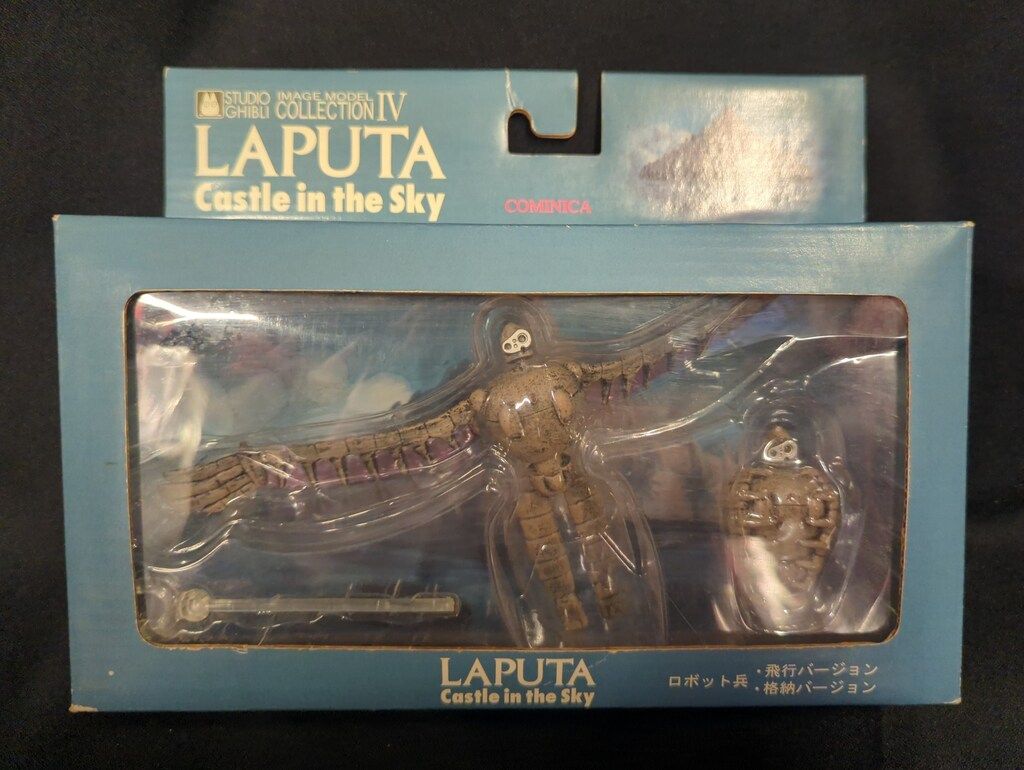 STUDIO GHIBLI IMAGE MODEL COLLECTION IV
LAPUTA
Castle in the Sky
COMINICA
LAPUTA
Castle in the Sky
ロボット兵 ・飛行バージョン
・格納バージョン